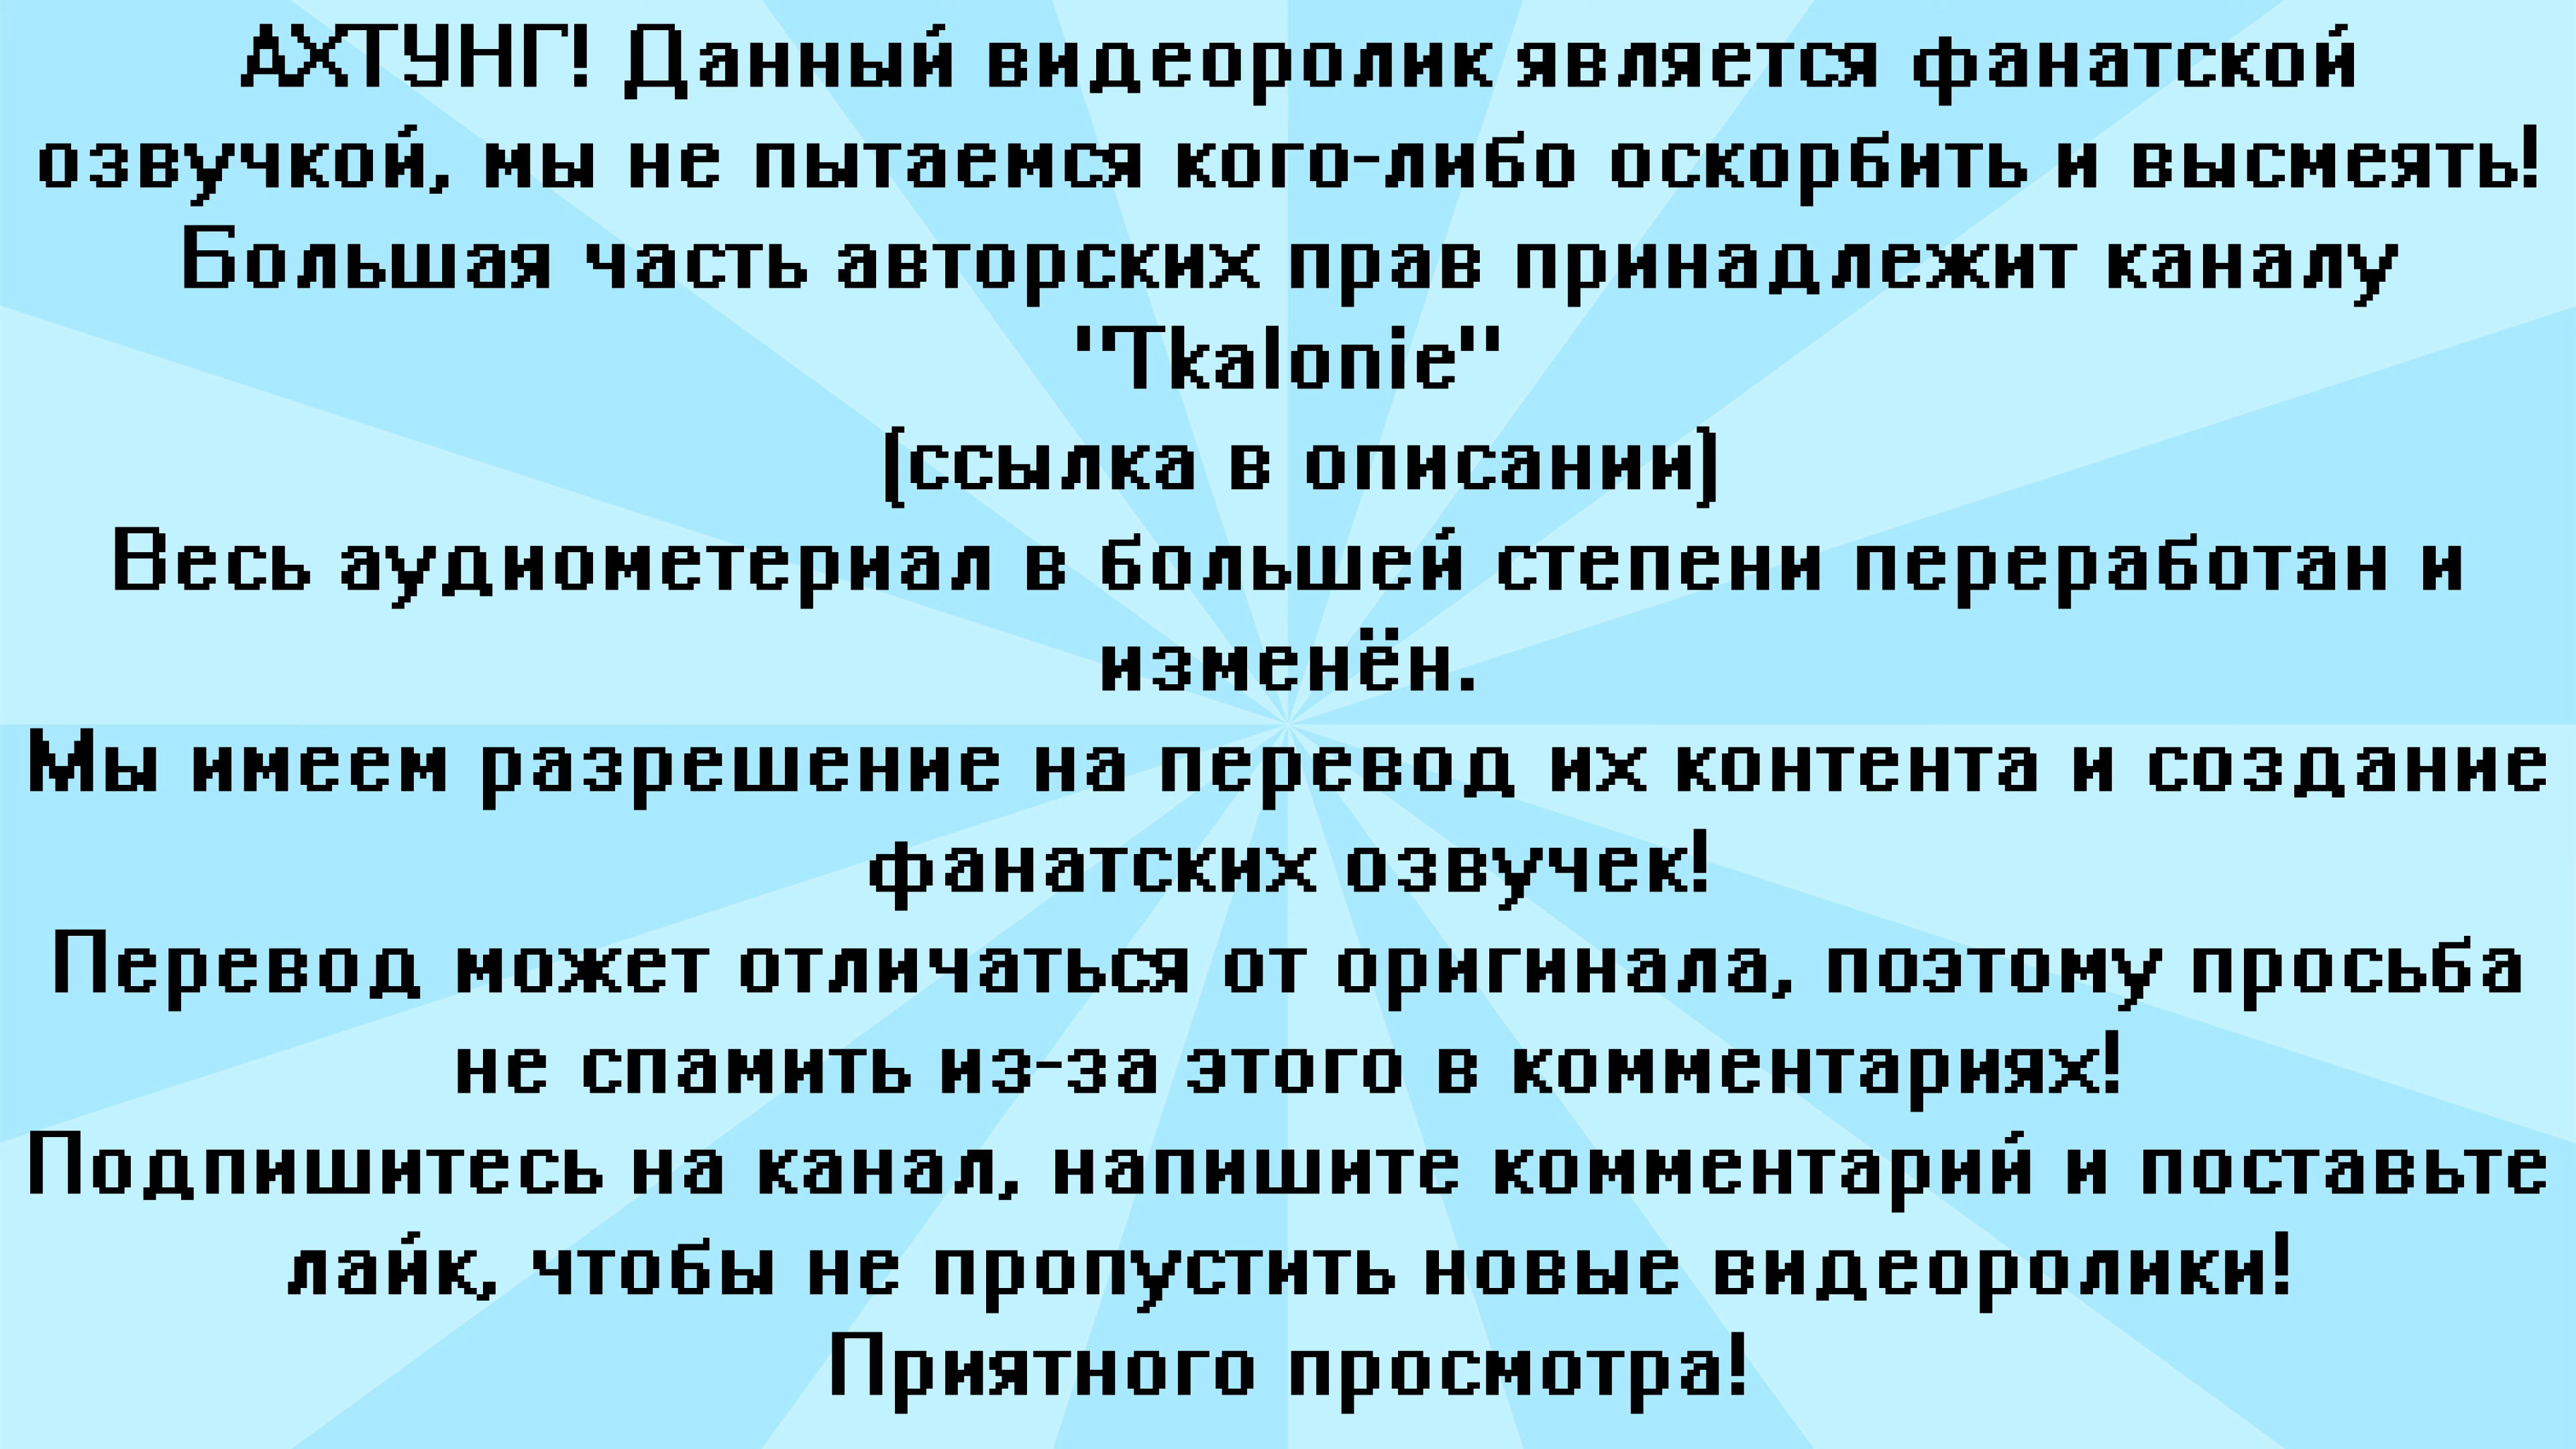 АХТУНГ! Данный видеоролик является фанатской
озвучкой, мы не пытаемся кого-либо оскорбить и высмеять!
Большая часть авторских прав принадлежит каналу
"Tkalonie"
(ссылка в описании)
Весь аудиометериал в большей степени переработан и
изменён.
Мы имеем разрешение на перевод их контента и создание
фанатских озвучек!
Перевод может отличаться от оригинала, поэтому просьба
не спамить из-за этого в комментариях!
Подпишитесь на канал, напишите комментарий и поставьте
лайк, чтобы не пропустить новые видеоролики!
Приятного просмотра!